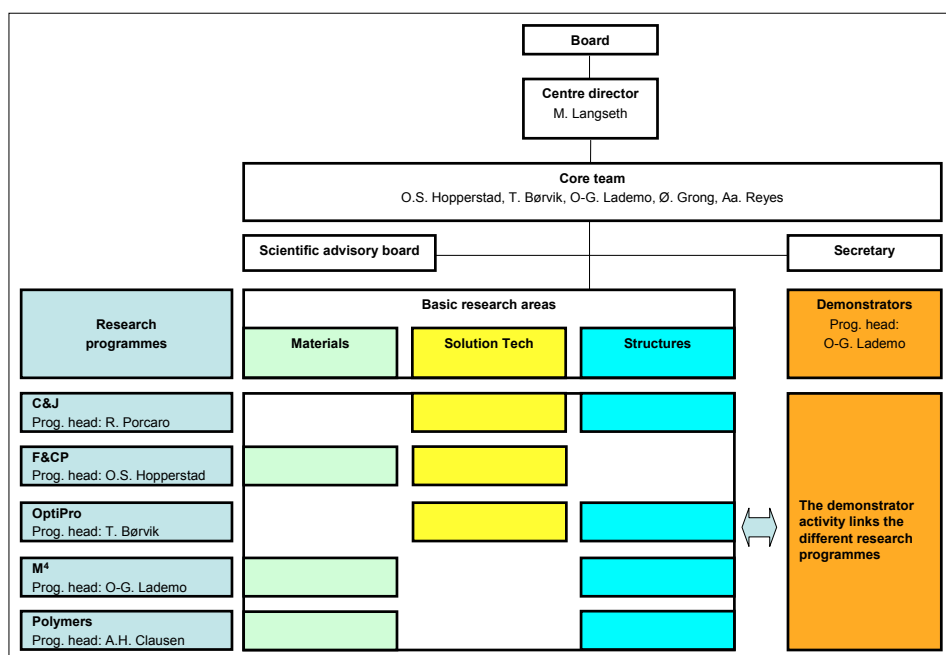 Board
Centre director
M. Langseth
Core team
O.S. Hopperstad, T. Børvik, O-G. Lademo, Ø. Grong, Aa. Reyes
Scientific advisory board
Secretary
Research
programmes
Basic research areas
Materials
Solution Tech
Structures
Demonstrators
Prog. head:
O-G. Lademo
C&J
Prog. head: R. Porcaro
F&CP
Prog. head: O.S. Hopperstad
OptiPro
Prog. head: T. Børvik
M⁴
Prog. head: O-G. Lademo
Polymers
Prog. head: A.H. Clausen
The demonstrator
activity links the
different research
programmes